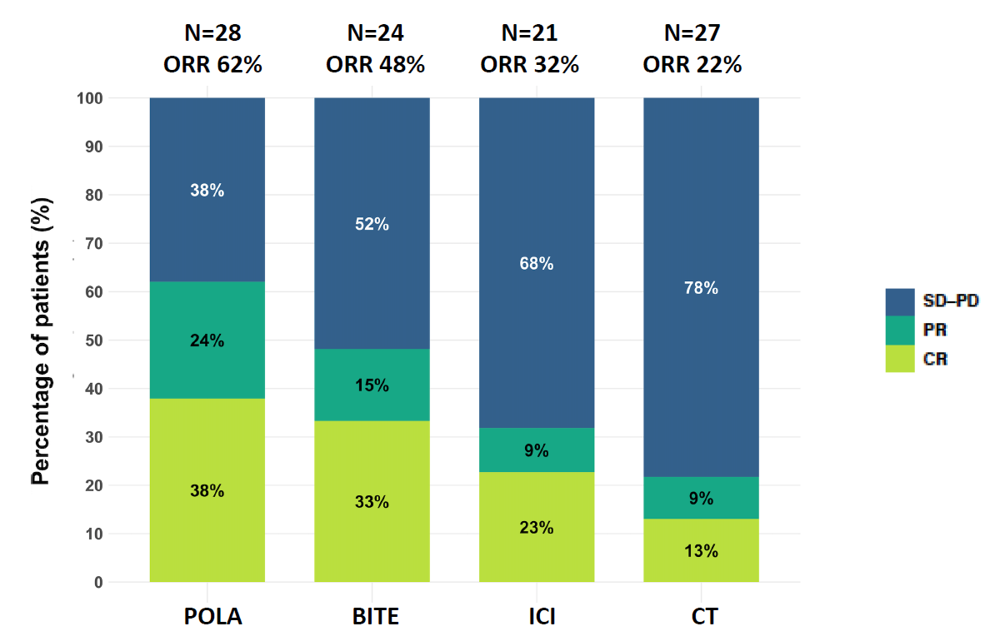 N=28 N=24 N=21 N=27
ORR 62% ORR 48% ORR 32% ORR 22%
Percentage of patients (%)
100
90
80
70
60
50
40
30
20
10
0
38% 52% 68% 78%
24% 15% 9% 9%
38% 33% 23% 13%
POLA BITE ICI CT
SD–PD
PR
CR